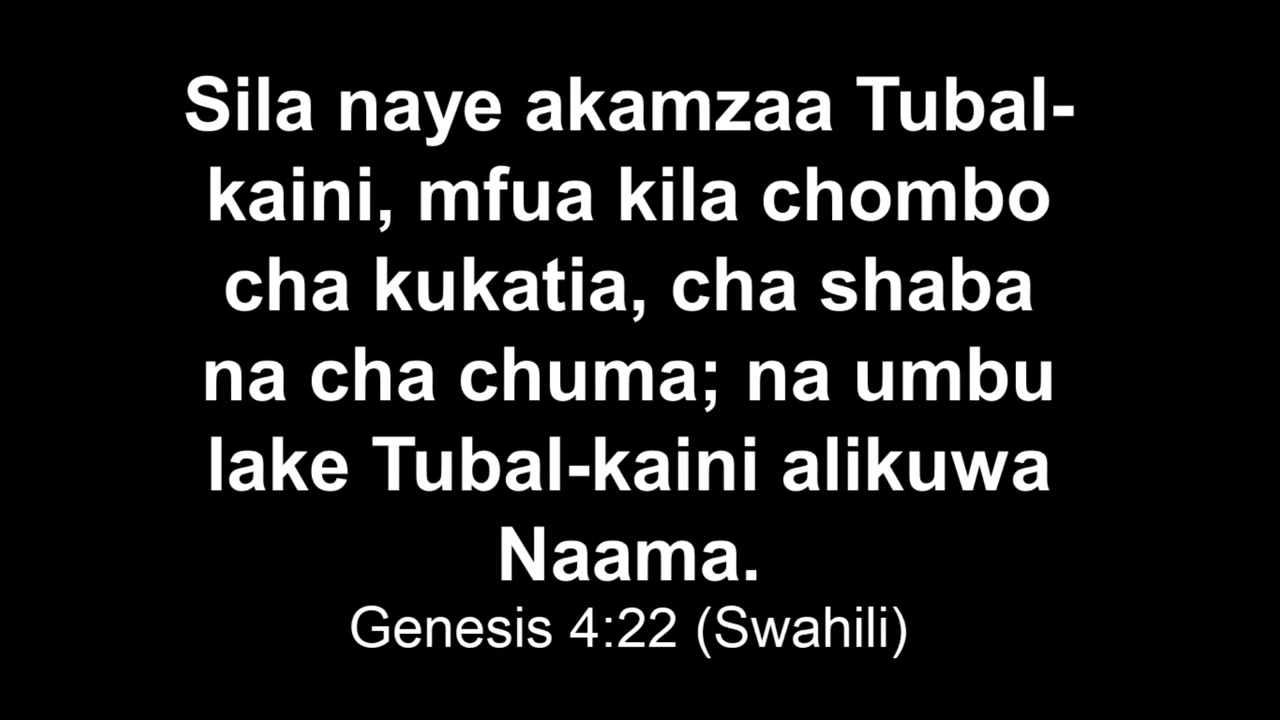 Sila naye akamzaa Tubal-
kaini, mfua kila chombo
cha kukatia, cha shaba
na cha chuma; na umbu
lake Tubal-kaini alikuwa
Naama.
Genesis 4:22 (Swahili)